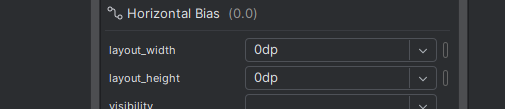 Horizontal Bias (0.0)
layout_width 0dp
layout_height 0dp
visibility